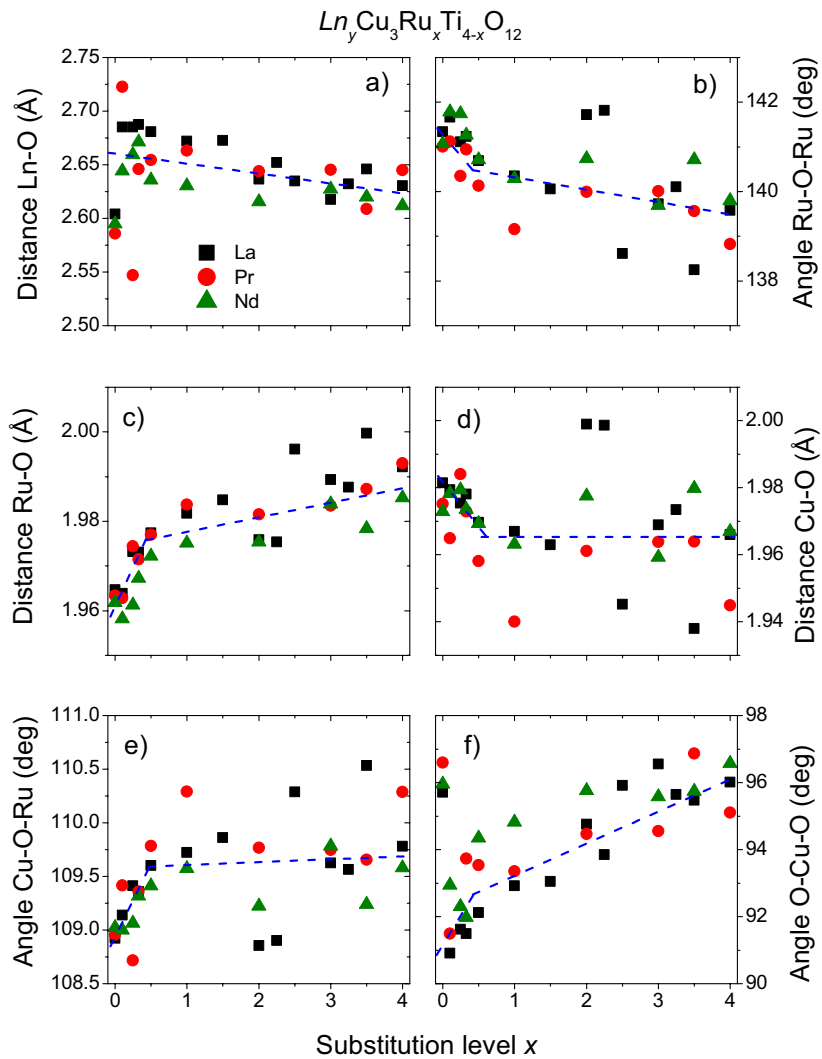 LnyCu3RuxTi4-xO12
a)
b)
2.75
2.70
2.65
2.60
2.55
2.50
Distance Ln-O (Å)
La
Pr
Nd
142
140
138
Angle Ru-O-Ru (deg)
c)
d)
2.00
1.98
1.96
Distance Ru-O (Å)
2.00
1.98
1.96
1.94
Distance Cu-O (Å)
e)
f)
111.0
110.5
110.0
109.5
109.0
108.5
Angle Cu-O-Ru (deg)
98
96
94
92
90
Angle O-Cu-O (deg)
0 1 2 3 4
0 1 2 3 4
Substitution level x